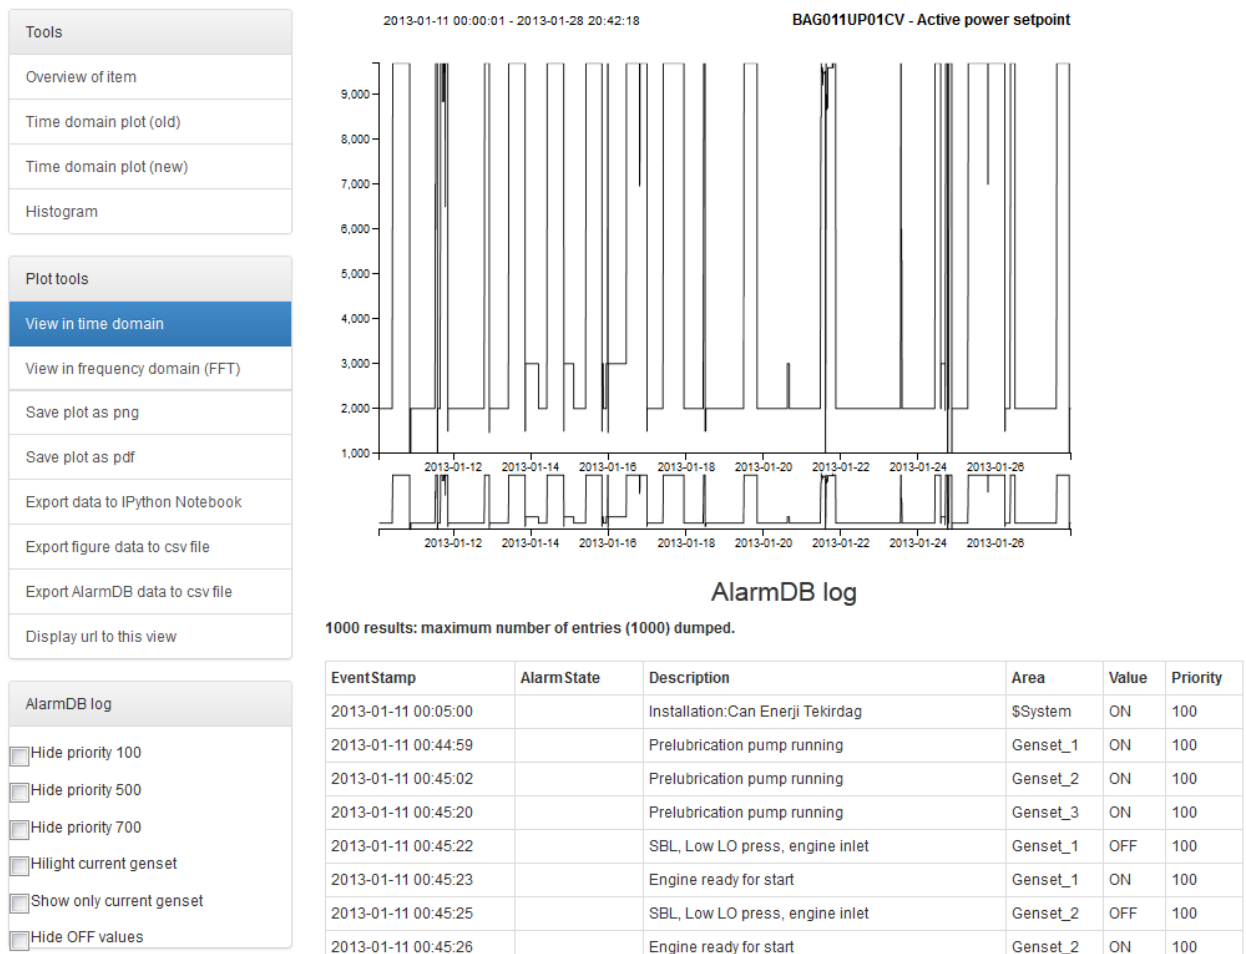 Tools
Overview of item
Time domain plot (old)
Time domain plot (new)
Histogram
Plot tools
View in time domain
View in frequency domain (FFT)
Save plot as png
Save plot as pdf
Export data to IPython Notebook
Export figure data to csv file
Export AlarmDB data to csv file
Display url to this view
AlarmDB log
Hide priority 100
Hide priority 500
Hide priority 700
Hilight current genset
Show only current genset
Hide OFF values
2013-01-11 00:00:01 - 2013-01-28 20:42:18 BAG011UP01CV - Active power setpoint
9,000
8,000
7,000
6,000
5,000
4,000
3,000
2,000
1,000
2013-01-12 2013-01-14 2013-01-16 2013-01-18 2013-01-20 2013-01-22 2013-01-24 2013-01-26
2013-01-12 2013-01-14 2013-01-16 2013-01-18 2013-01-20 2013-01-22 2013-01-24 2013-01-26
AlarmDB log
1000 results: maximum number of entries (1000) dumped.
EventStamp AlarmState Description Area Value Priority
2013-01-11 00:05:00 Installation:Can Enerji Tekirdag $System ON 100
2013-01-11 00:44:59 Prelubrication pump running Genset_1 ON 100
2013-01-11 00:45:02 Prelubrication pump running Genset_2 ON 100
2013-01-11 00:45:20 Prelubrication pump running Genset_3 ON 100
2013-01-11 00:45:22 SBL, Low LO press, engine inlet Genset_1 OFF 100
2013-01-11 00:45:23 Engine ready for start Genset_1 ON 100
2013-01-11 00:45:25 SBL, Low LO press, engine inlet Genset_2 OFF 100
2013-01-11 00:45:26 Engine ready for start Genset_2 ON 100